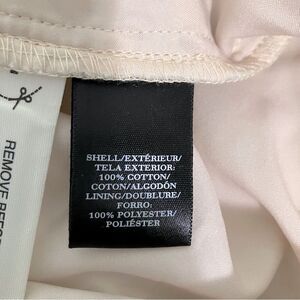 SHELL/EXTÉRIEUR/
TELA EXTERIOR:
100% COTTON/
COTON/ALGODÓN
LINING/DOUBLURE/
FORRO:
100% POLYESTER/
POLIÉSTER
REMOVE